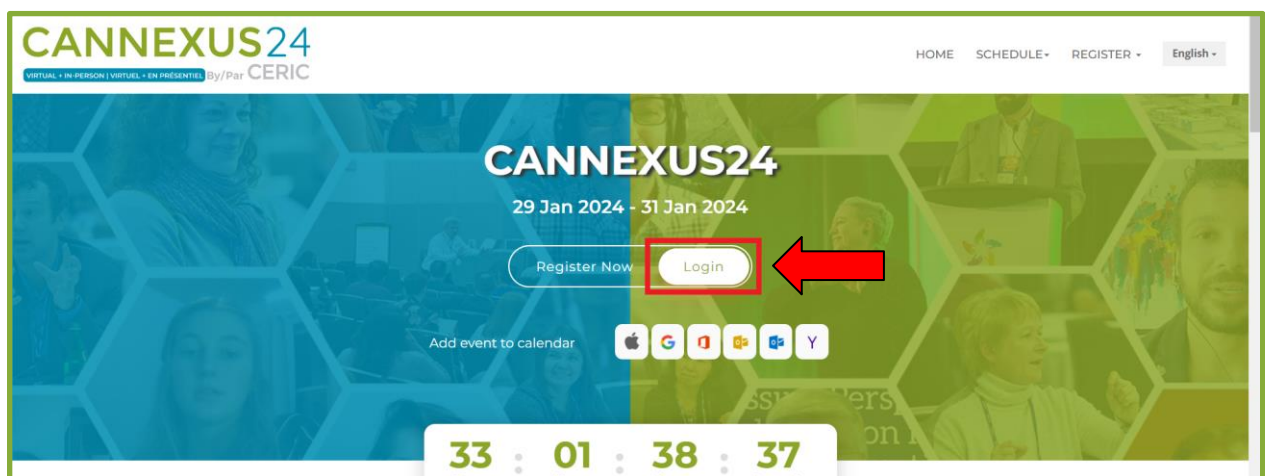 CANNEXUS24
VIRTUAL + IN-PERSON | VIRTUEL + EN PRÉSENTIEL By/Par CERIC
HOME SCHEDULE REGISTER English
CANNEXUS24
29 Jan 2024 - 31 Jan 2024
Register Now Login
Add event to calendar G Y
33 : 01 : 38 : 37